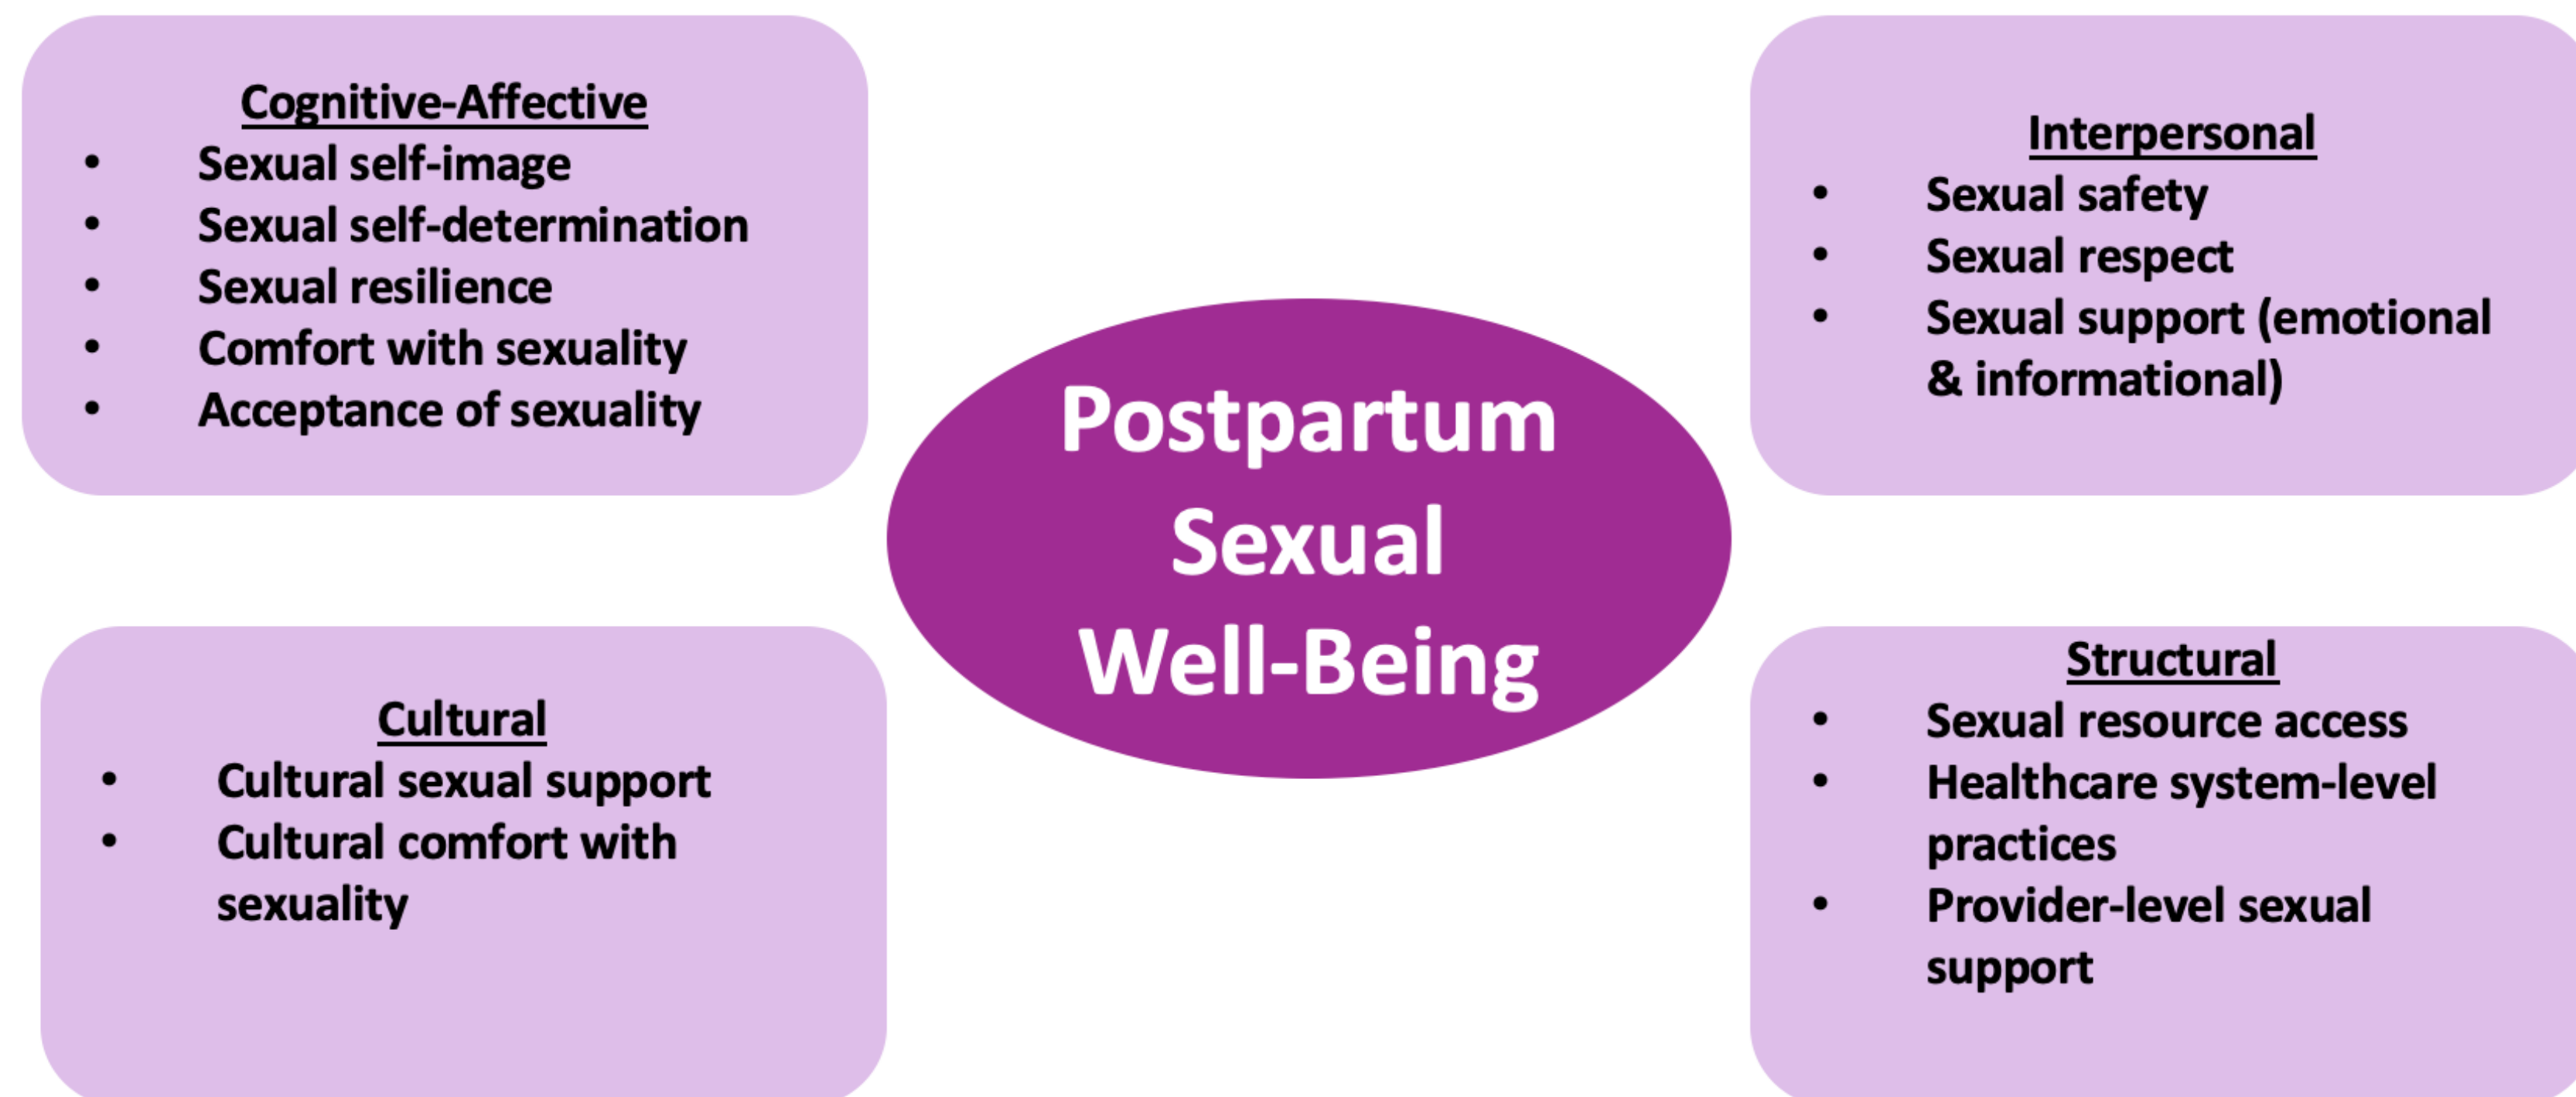 Cognitive-Affective
• Sexual self-image
• Sexual self-determination
• Sexual resilience
• Comfort with sexuality
• Acceptance of sexuality
Interpersonal
• Sexual safety
• Sexual respect
• Sexual support (emotional
& informational)
Postpartum
Sexual
Well-Being
Cultural
• Cultural sexual support
• Cultural comfort with
sexuality
Structural
• Sexual resource access
• Healthcare system-level
practices
• Provider-level sexual
support